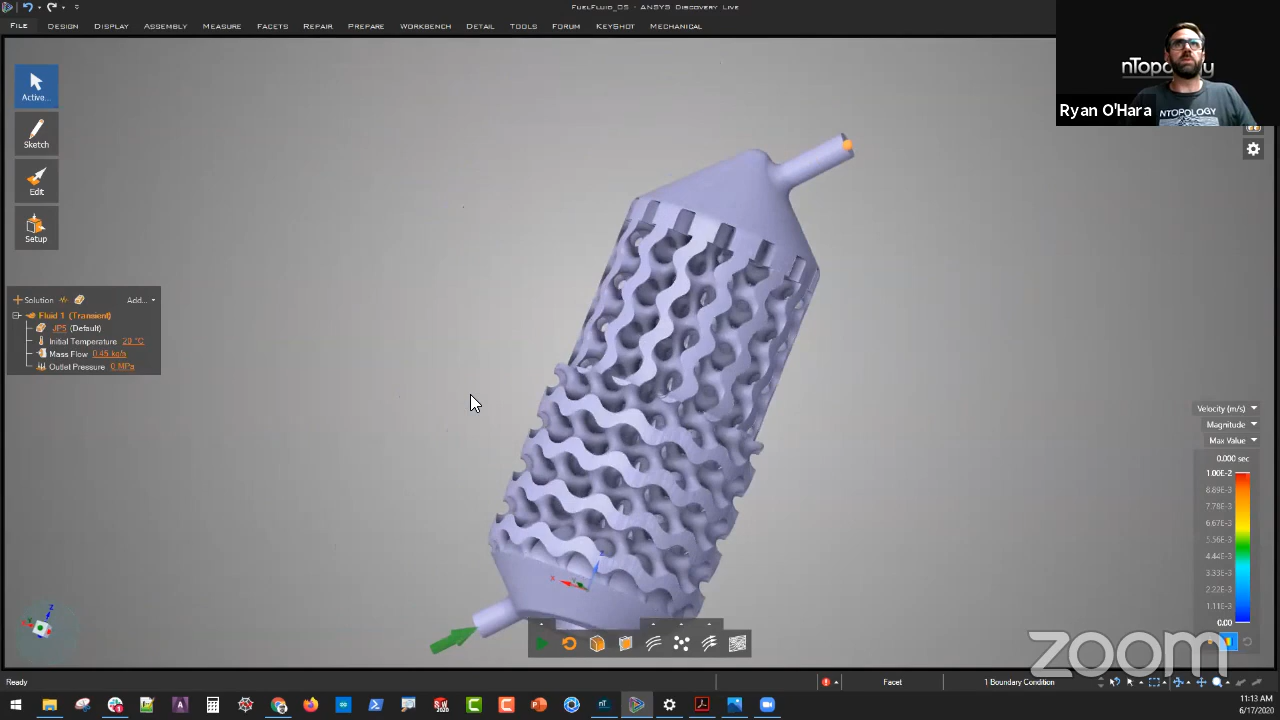 FuelFluid_05 - ANSYS Discovery Live
FILE DESIGN DISPLAY ASSEMBLY MEASURE FACETS REPAIR PREPARE WORKBENCH DETAIL TOOLS FORUM KEYSHOT MECHANICAL
nTopology
NTOPOLOGY
Ryan O'Hara
Active...
Sketch
Edit
Setup
Solution Add...
Fluid 1 (Transient)
JP5 (Default)
Initial Temperature 20 °C
Mass Flow 0.45 kg/s
Outlet Pressure 0 MPa
Velocity (m/s)
Magnitude
Max Value
0.000 sec
1.00E-2
8.89E-3
7.78E-3
6.67E-3
5.56E-3
4.44E-3
3.33E-3
2.22E-3
1.11E-3
0.00
X
Z
Z
zoom
Ready Facet 1 Boundary Condition
11:13 AM
6/17/2020